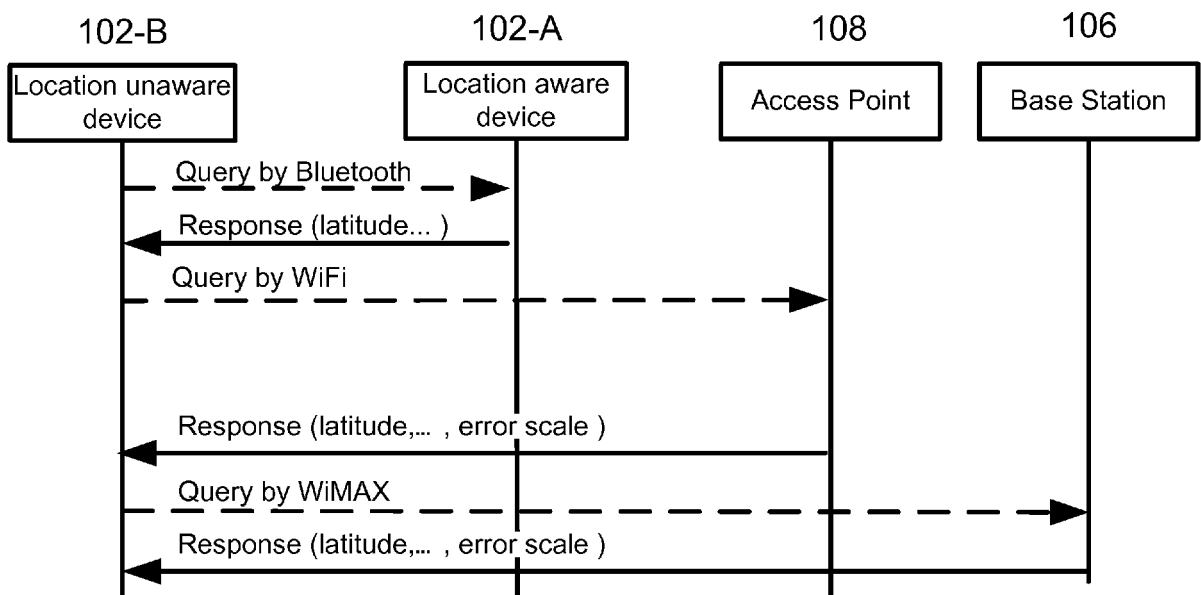 102-B
102-A
108
106
Location unaware
device
Location aware
device
Access Point
Base Station
Query by Bluetooth
Response (latitude... )
Query by WiFi
Response (latitude,... , error scale )
Query by WiMAX
Response (latitude,... , error scale )